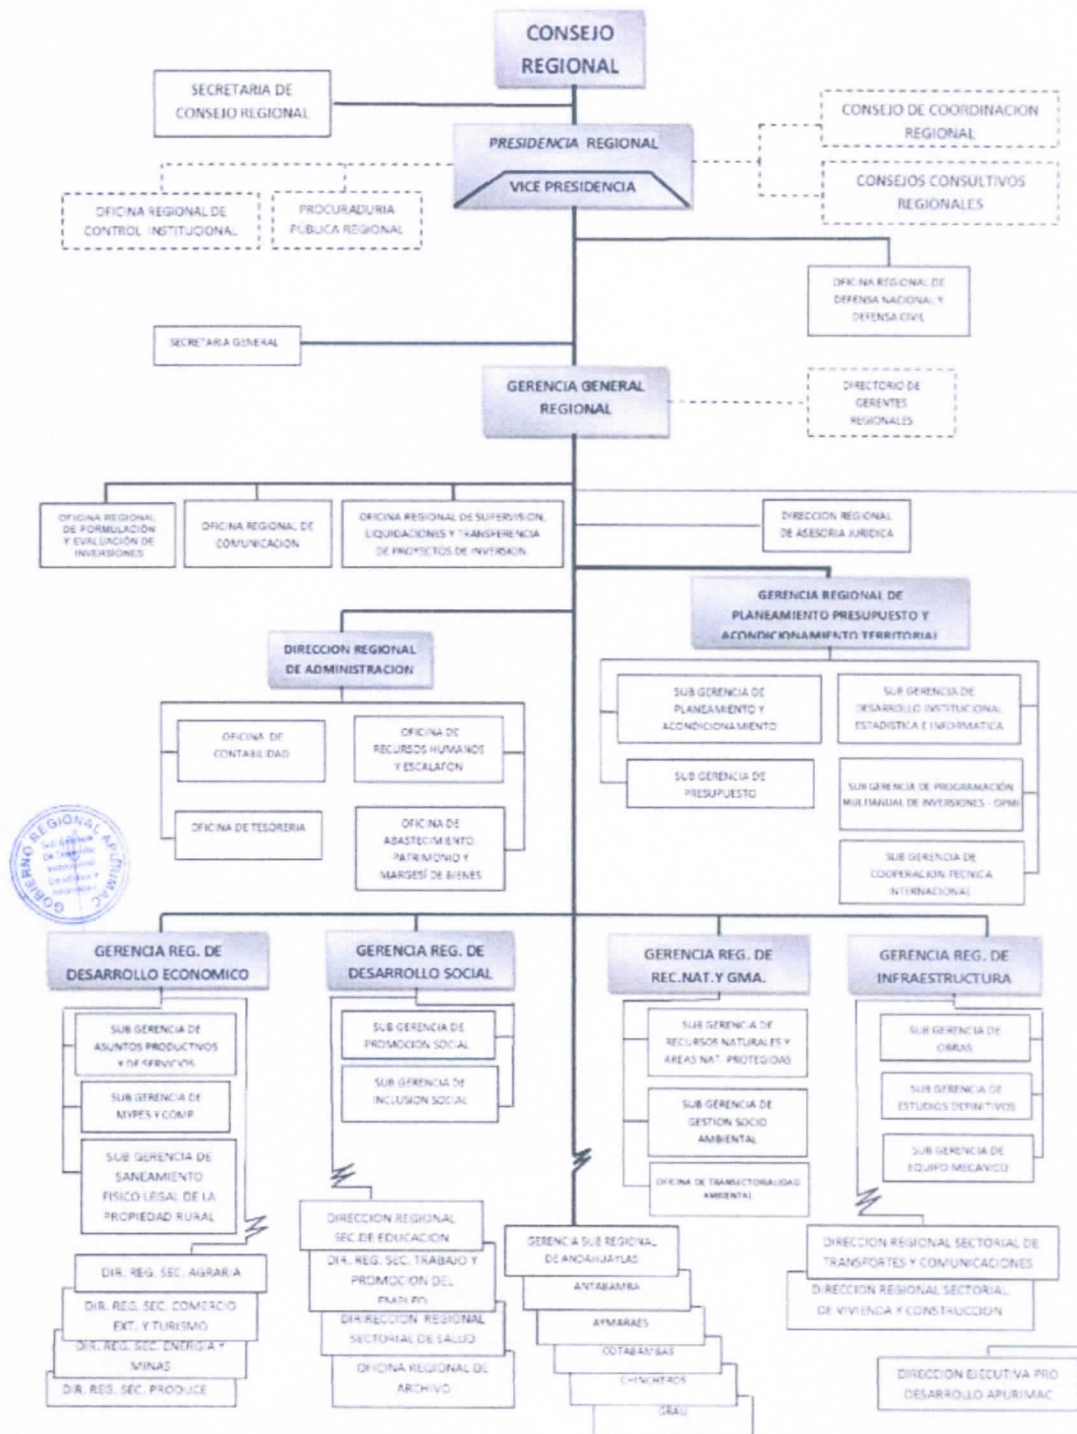 CONSEJO
REGIONAL
SECRETARIA DE
CONSEJO REGIONAL
CONSEJO DE COORDINACION
REGIONAL
PRESIDENCIA REGIONAL
VICE PRESIDENCIA
CONSEJOS CONSULTIVOS
REGIONALES
OFICINA REGIONAL DE
CONTROL INSTITUCIONAL
PROCURADURIA
PÚBLICA REGIONAL
OFICINA REGIONAL DE
DEFENSA NACIONAL Y
DEFENSA CIVIL
SECRETARIA GENERAL
GERENCIA GENERAL
REGIONAL
DIRECTORIO DE
GERENTES
REGIONALES
OFICINA REGIONAL
DE FORMULACIÓN
Y EVALUACIÓN DE
INVERSIONES
OFICINA REGIONAL DE
COMUNICACIÓN
OFICINA REGIONAL DE SUPERVISION,
LIQUIDACIONES Y TRANSFERENCIA
DE PROYECTOS DE INVERSION
DIRECCION REGIONAL
DE ASESORIA JURIDICA
GERENCIA REGIONAL DE
PLANEAMIENTO PRESUPUESTO Y
ACONDICIONAMIENTO TERRITORIAL
DIRECCION REGIONAL
DE ADMINISTRACION
SUB GERENCIA DE
PLANEAMIENTO Y
ACONDICIONAMIENTO
SUB GERENCIA DE
DESARROLLO INSTITUCIONAL
ESTADISTICA E INFORMATICA
OFICINA DE
CONTABILIDAD
OFICINA DE
RECURSOS HUMANOS
Y ESCALAFON
SUB GERENCIA DE
PRESUPUESTO
SUB GERENCIA DE PROGRAMACIÓN
MULTIANUAL DE INVERSIONES - OPMI
OFICINA DE TESORERIA
OFICINA DE
ABASTECIMIENTO
PATRIMONIO Y
MARGESÍ DE BIENES
SUB GERENCIA DE
COOPERACION TECNICA
INTERNACIONAL
GOBIERNO REGIONAL APURIMAC
GERENCIA REG. DE
DESARROLLO ECONOMICO
GERENCIA REG. DE
DESARROLLO SOCIAL
GERENCIA REG. DE
REC.NAT.Y GMA.
GERENCIA REG. DE
INFRAESTRUCTURA
SUB GERENCIA DE
ASUNTOS PRODUCTIVOS
Y DE SERVICIOS
SUB GERENCIA DE
MYPES Y COMP.
SUB GERENCIA DE
SANEAMIENTO
FISICO LEGAL DE LA
PROPIEDAD RURAL
SUB GERENCIA DE
PROMOCION SOCIAL
SUB GERENCIA DE
INCLUSION SOCIAL
SUB GERENCIA DE
RECURSOS NATURALES Y
AREAS NAT. PROTEGIDAS
SUB GERENCIA DE
GESTION SOCIO
AMBIENTAL
OFICINA DE TRANSECTORIALIDAD
AMBIENTAL
SUB GERENCIA DE
OBRAS
SUB GERENCIA DE
ESTUDIOS DEFINITIVOS
SUB GERENCIA DE
EQUIPO MECANICO
DIR. REG. SEC. AGRARIA
DIR. REG. SEC. COMERCIO
EXT. Y TURISMO
DIR. REG. SEC. ENERGIA Y
MINAS
DIR. REG. SEC. PRODUCE
DIRECCION REGIONAL
SEC.DE EDUCACION
DIR. REG. SEC. TRABAJO Y
PROMOCION DEL
EMPLEO
DIRIRECCION REGIONAL
SECTORIAL DE SALUD
OFICINA REGIONAL DE
ARCHIVO
GERENCIA SUB REGIONAL
DE ANDAHUAYLAS
ANTABAMBA
AYMARAES
COTABAMBAS
CHINCHEROS
GRAU
DIRECCION REGIONAL SECTORIAL DE
TRANSPORTES Y COMUNICACIONES
DIRECCION REGIONAL SECTORIAL
DE VIVIENDA Y CONSTRUCCION
DIRECCION EJECUTIVA PRO
DESARROLLO APURIMAC